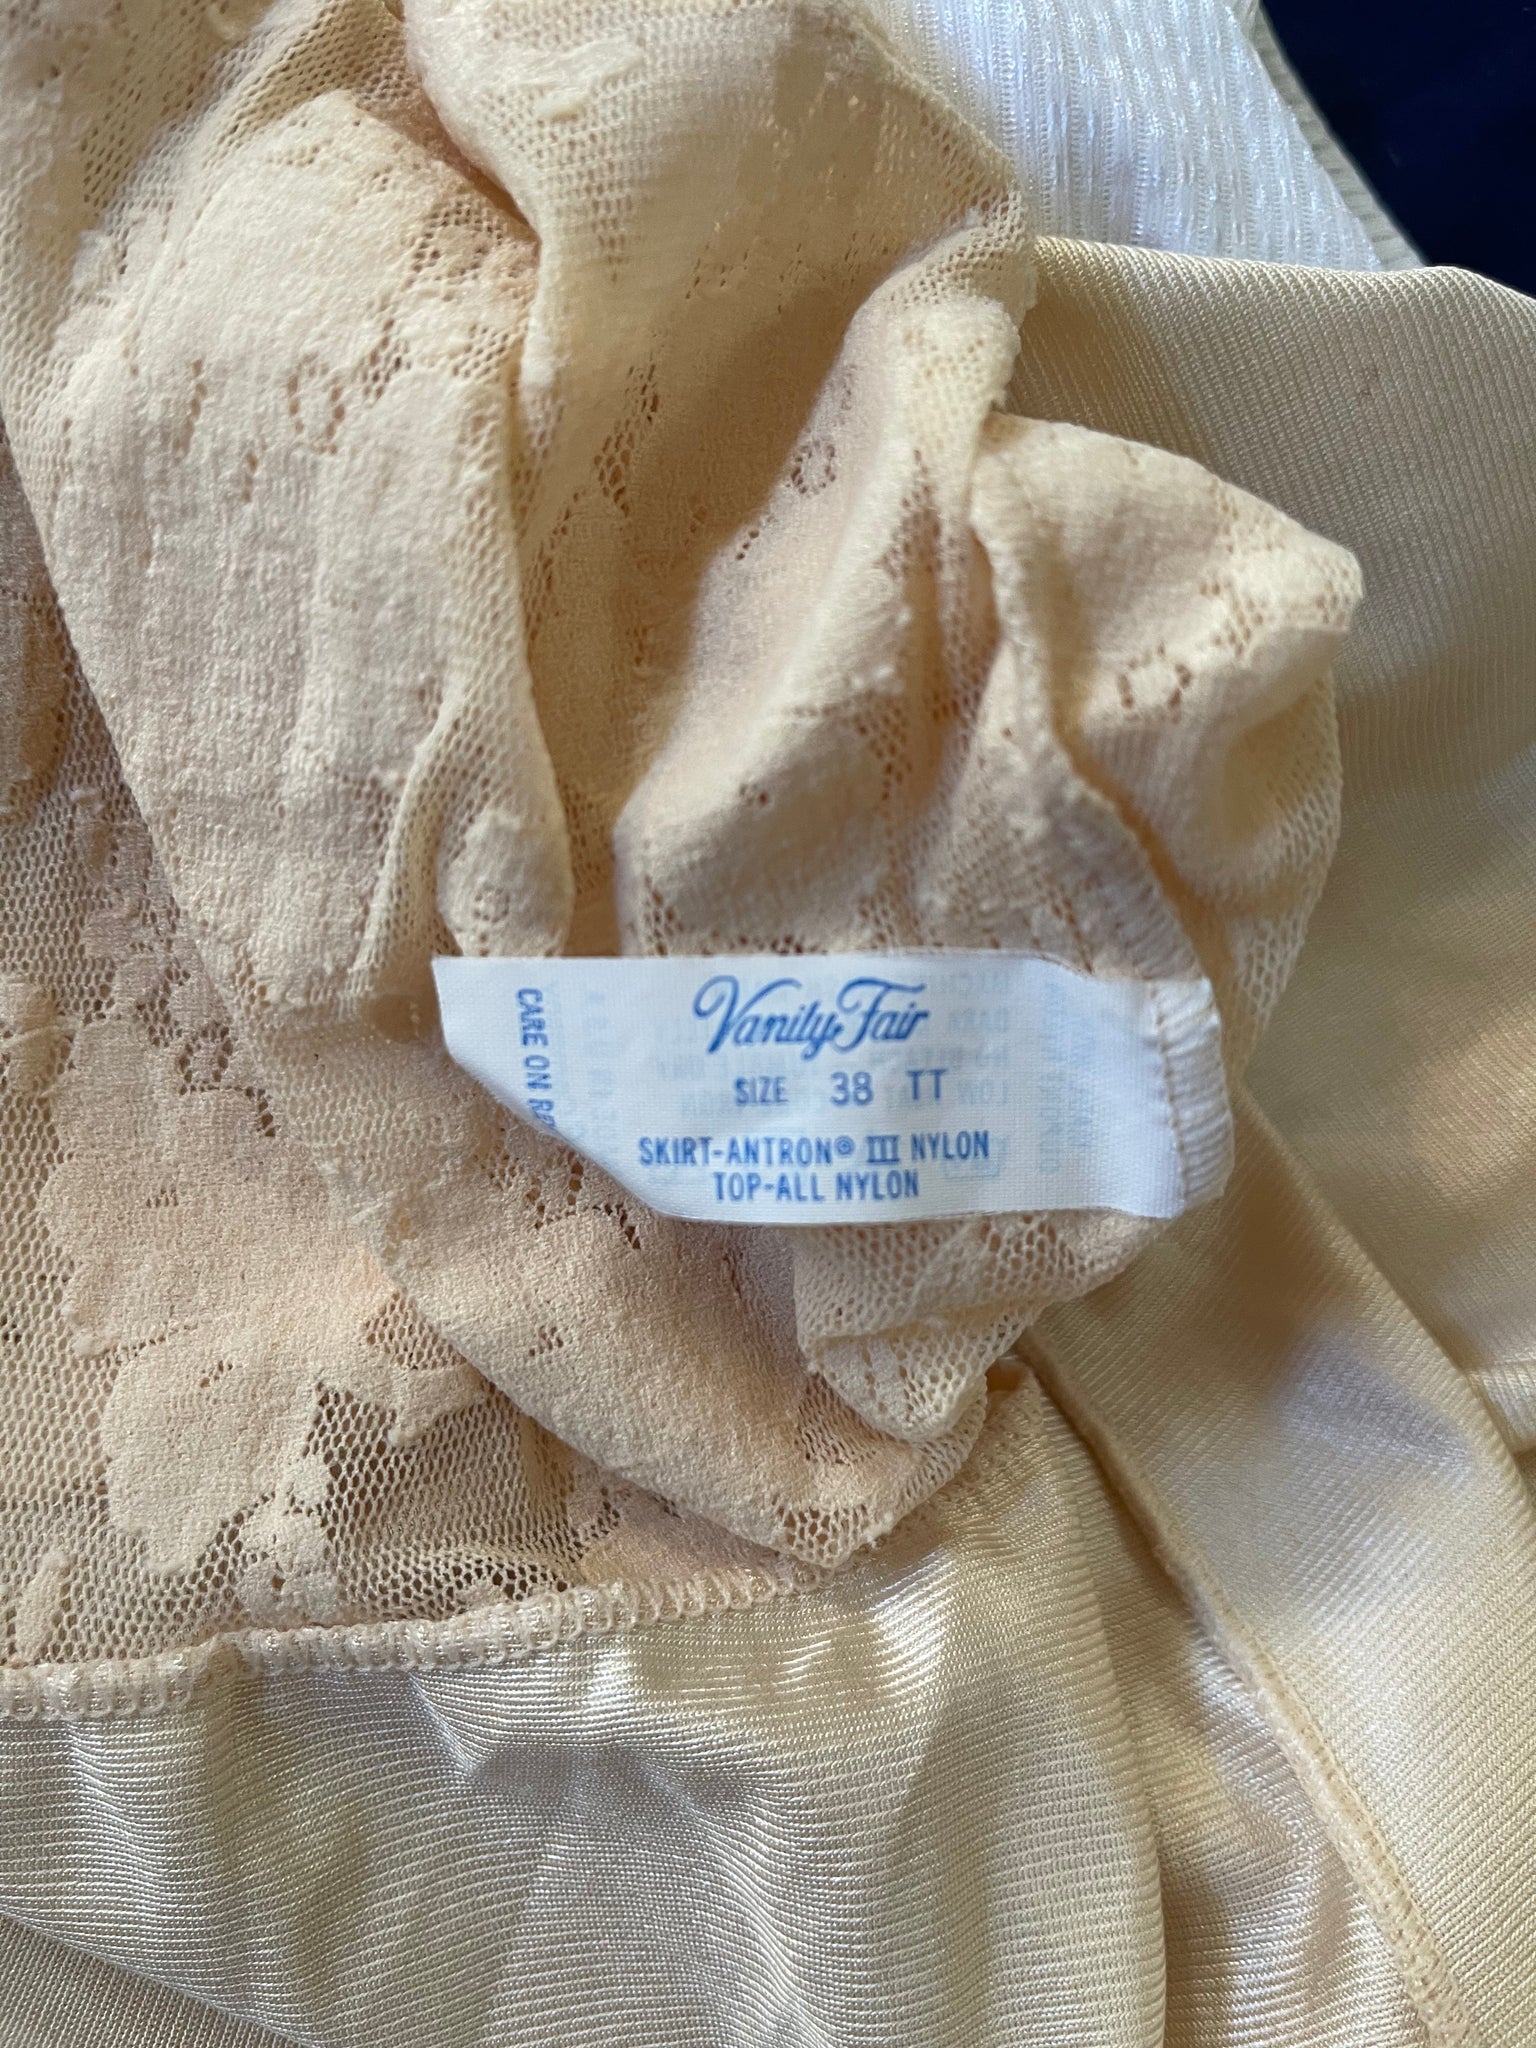 Vanity Fair
SIZE 38 TT
SKIRT-ANTRON® III NYLON
TOP-ALL NYLON
CARE ON